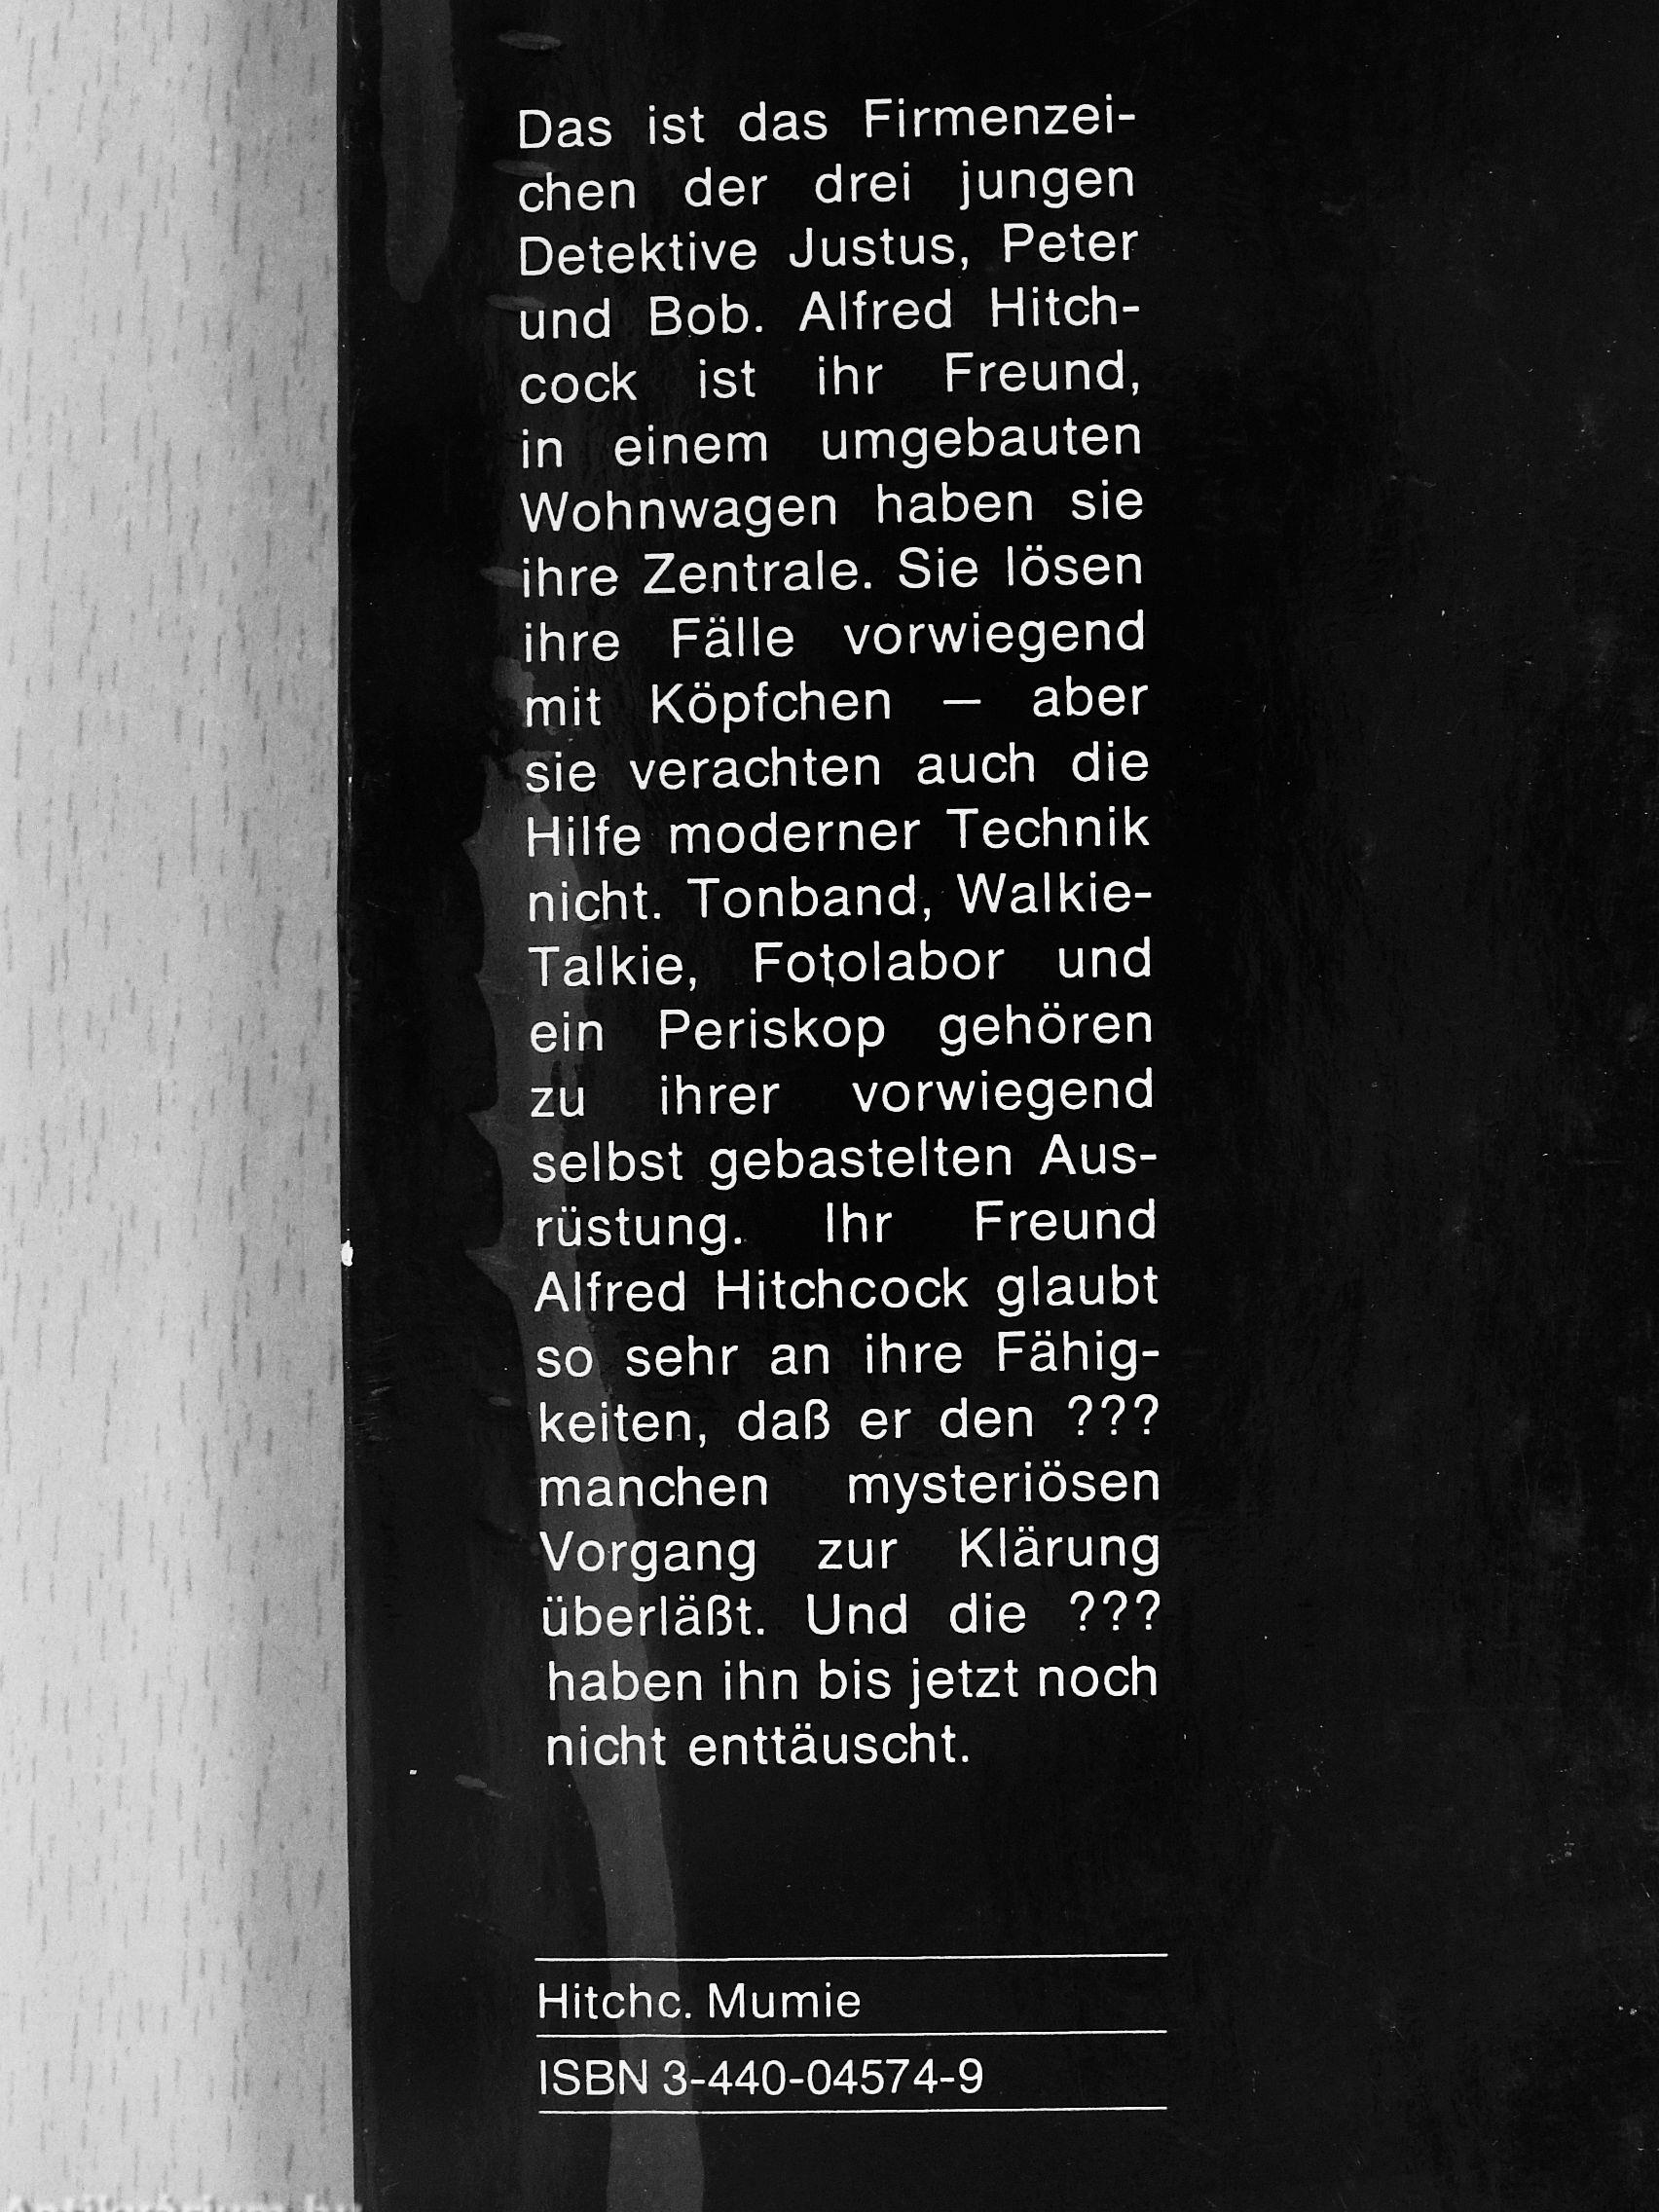 Das ist das Firmenzei-
chen der drei jungen
Detektive Justus, Peter
und Bob. Alfred Hitch-
cock ist ihr Freund,
in einem umgebauten
Wohnwagen haben sie
ihre Zentrale. Sie lösen
ihre Fälle vorwiegend
mit Köpfchen — aber
sie verachten auch die
Hilfe moderner Technik
nicht. Tonband, Walkie-
Talkie, Fotolabor und
ein Periskop gehören
zu ihrer vorwiegend
selbst gebastelten Aus-
rüstung. Ihr Freund
Alfred Hitchcock glaubt
so sehr an ihre Fähig-
keiten, daß er den ???
manchen mysteriösen
Vorgang zur Klärung
überläßt. Und die ???
haben ihn bis jetzt noch
nicht enttäuscht.
Hitchc. Mumie
ISBN 3-440-04574-9